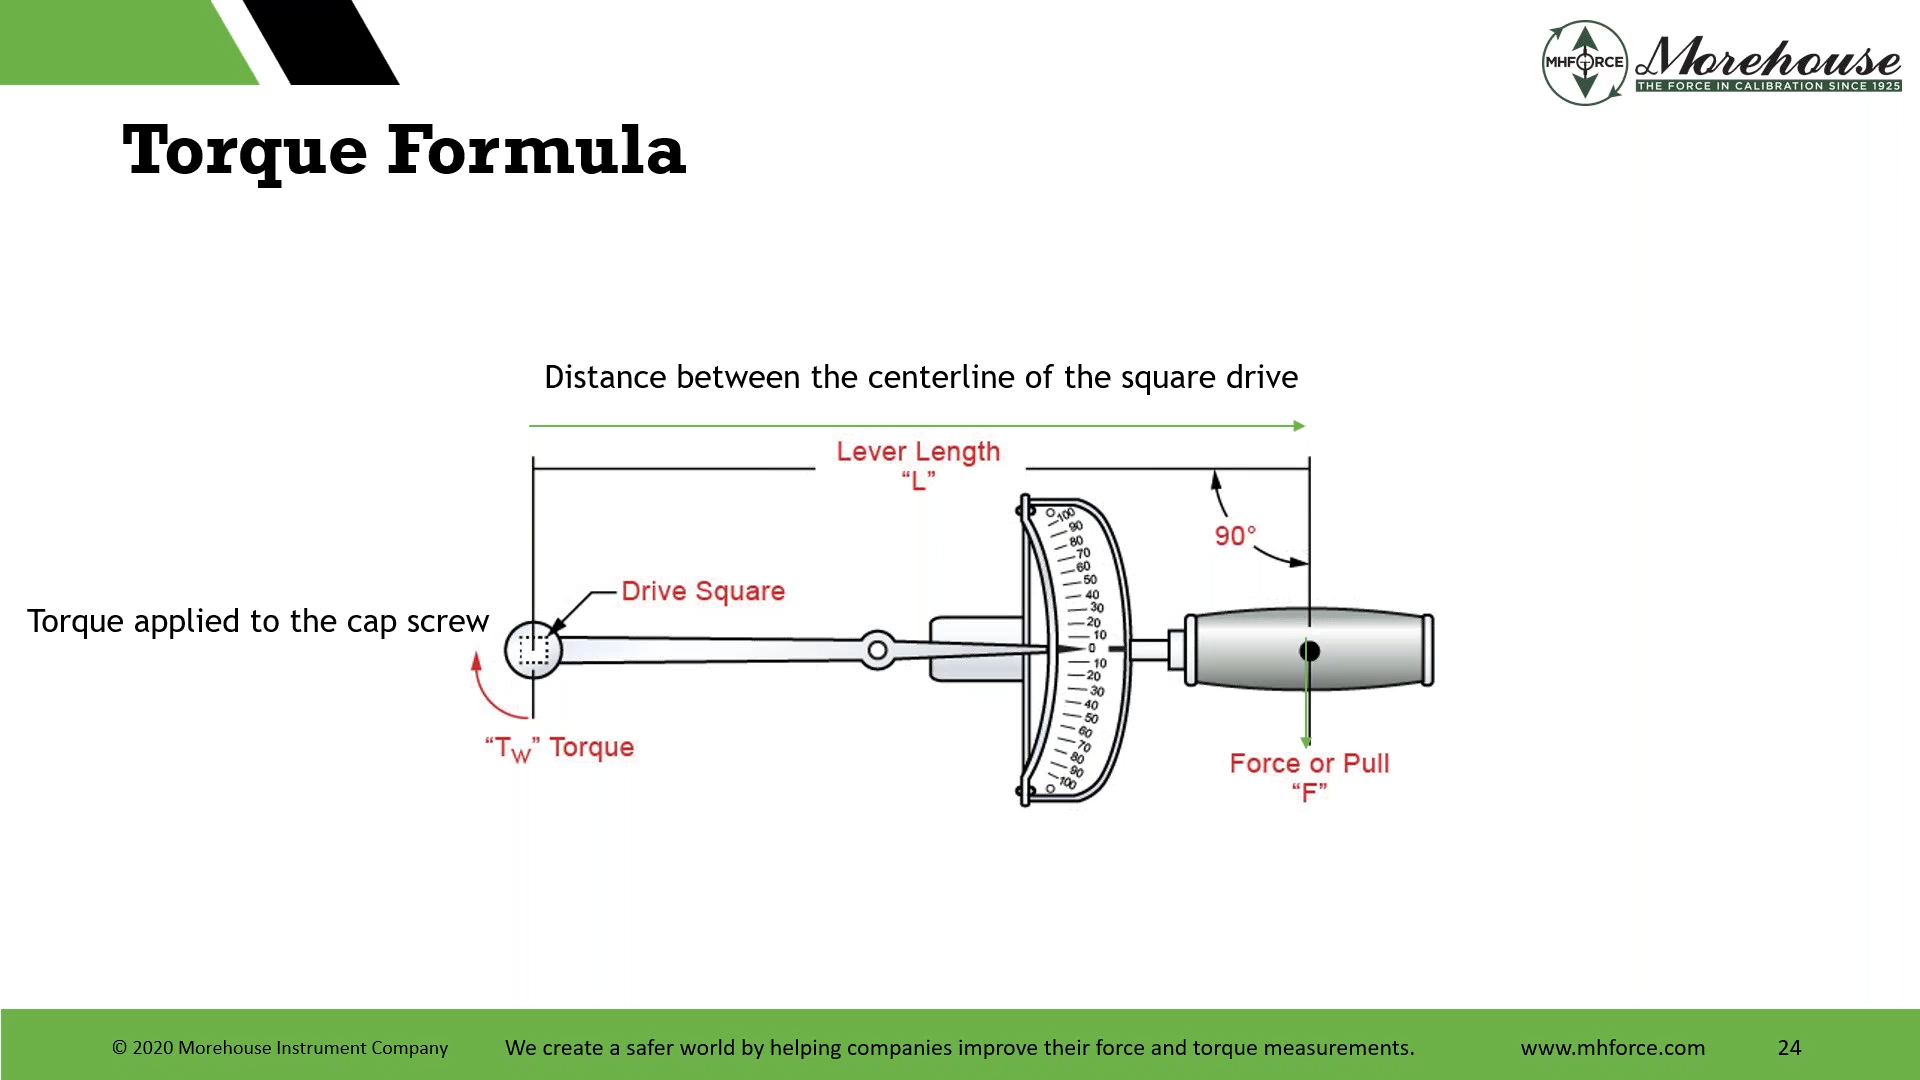 MHFORCE
Morehouse
THE FORCE IN CALIBRATION SINCE 1925
Torque Formula
Distance between the centerline of the square drive
Lever Length
“L”
90°
Drive Square
Torque applied to the cap screw
“TW” Torque
100
90
80
70
60
50
40
30
20
10
0
10
20
30
40
50
60
70
80
90
100
Force or Pull
“F”
© 2020 Morehouse Instrument Company
We create a safer world by helping companies improve their force and torque measurements.
www.mhforce.com
24